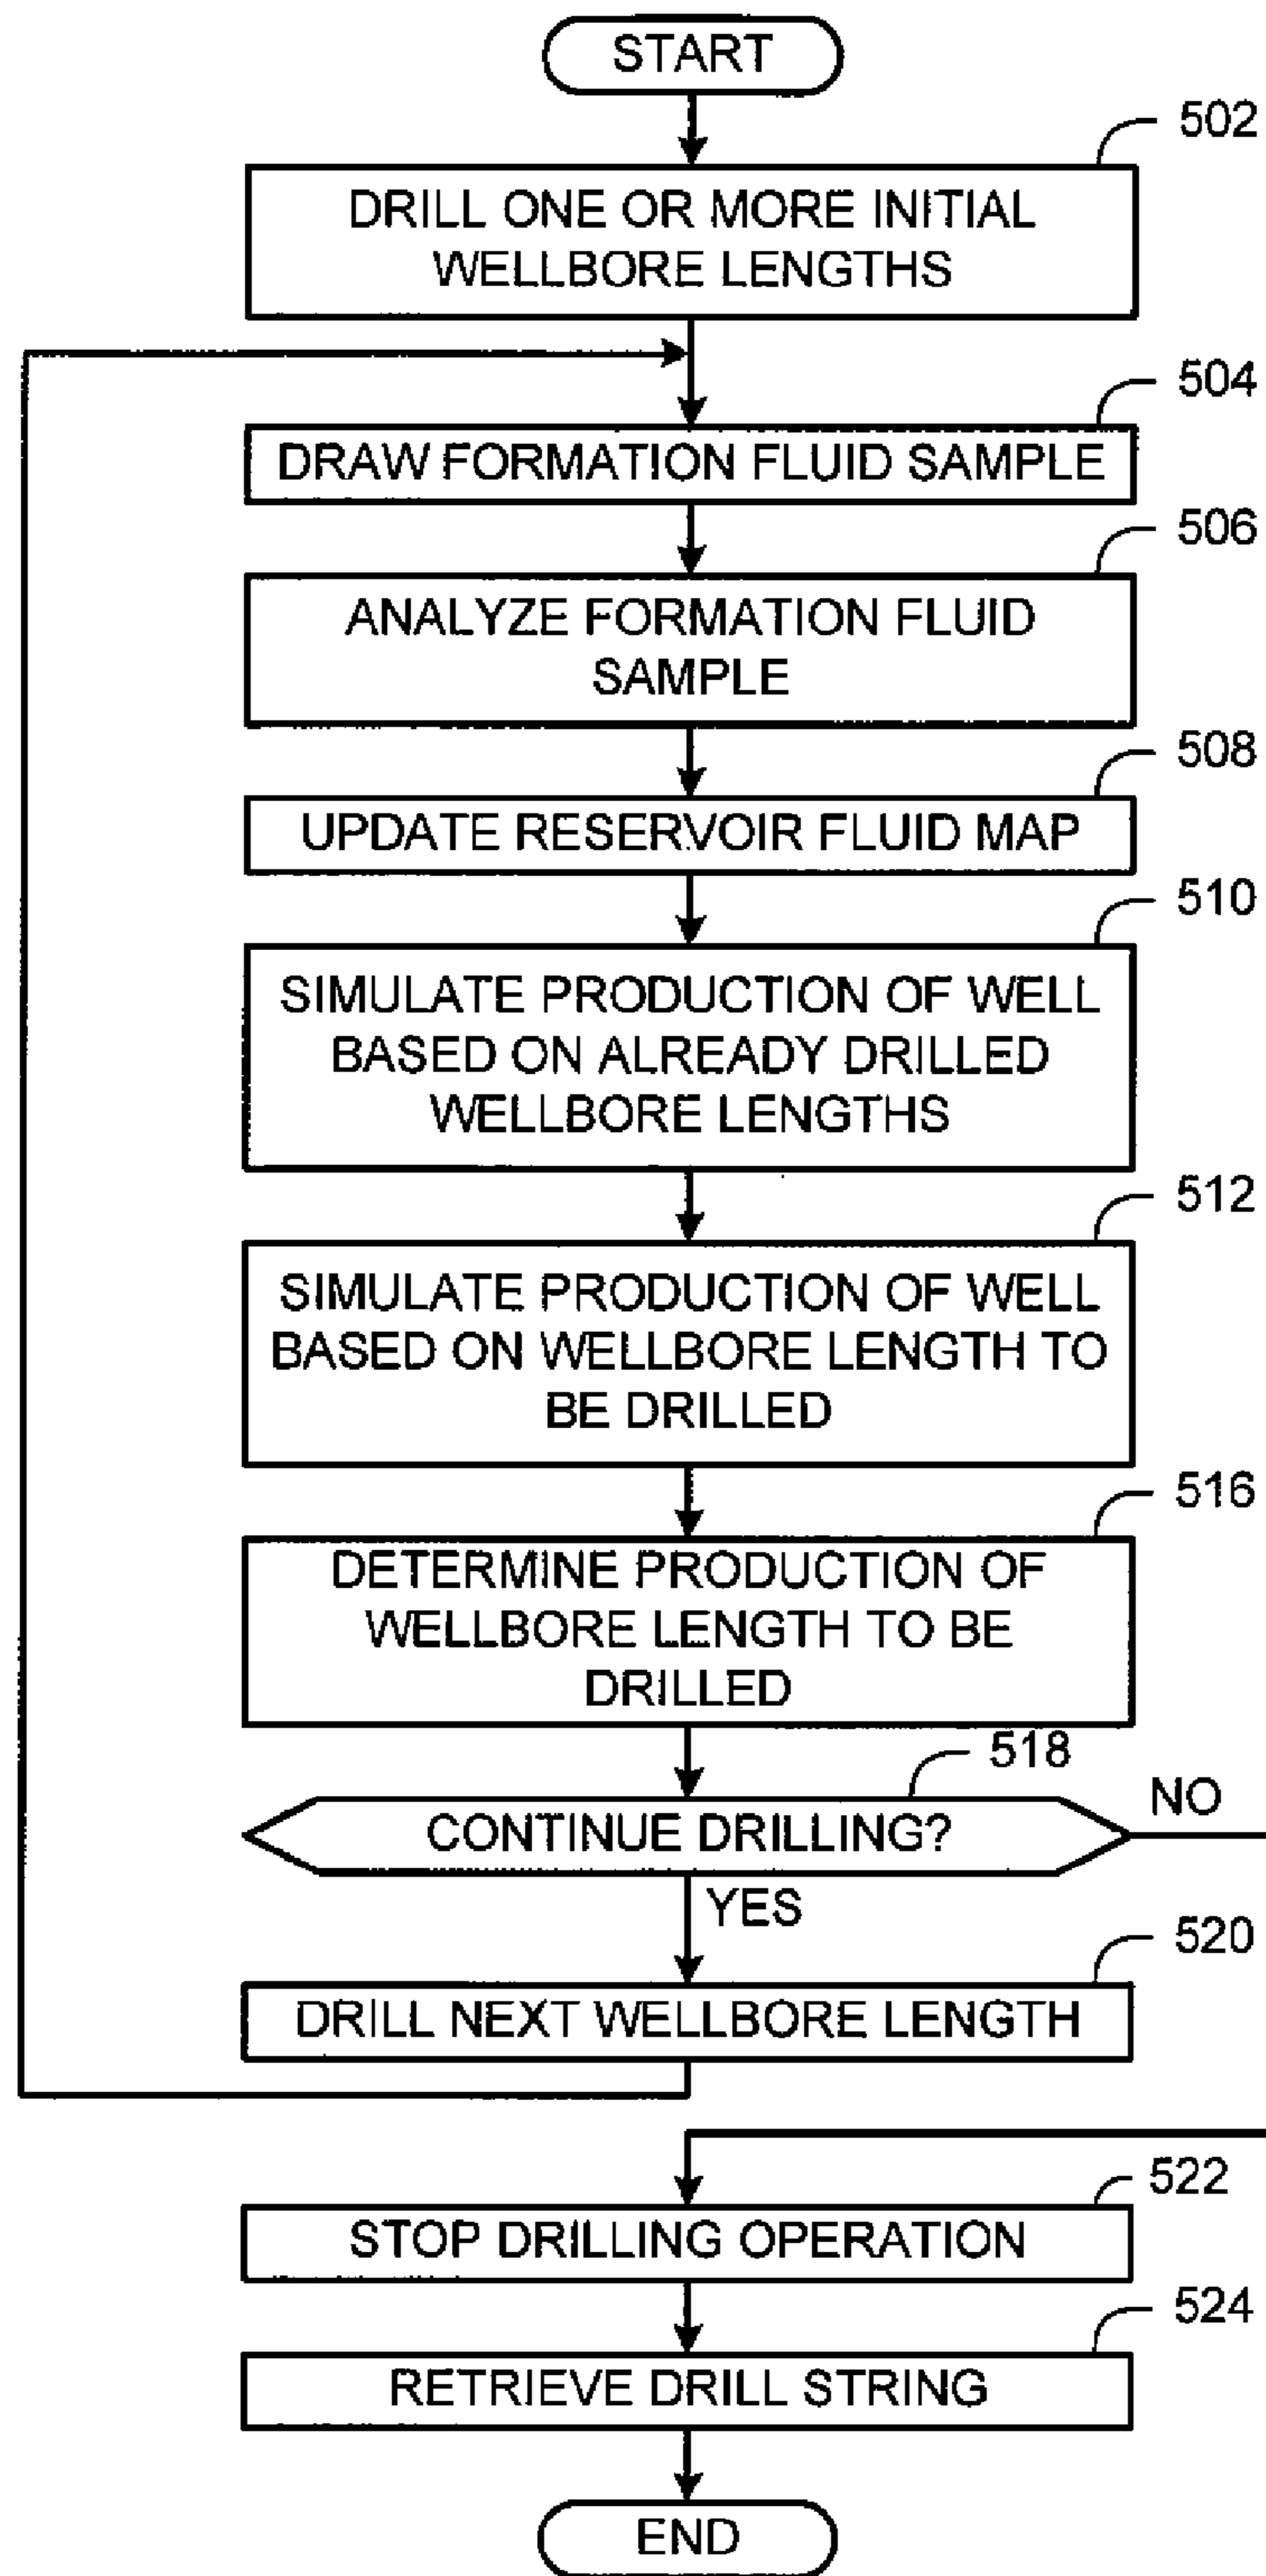 START
502
DRILL ONE OR MORE INITIAL
WELLBORE LENGTHS
504
DRAW FORMATION FLUID SAMPLE
506
ANALYZE FORMATION FLUID
SAMPLE
508
UPDATE RESERVOIR FLUID MAP
510
SIMULATE PRODUCTION OF WELL
BASED ON ALREADY DRILLED
WELLBORE LENGTHS
512
SIMULATE PRODUCTION OF WELL
BASED ON WELLBORE LENGTH TO
BE DRILLED
516
DETERMINE PRODUCTION OF
WELLBORE LENGTH TO BE
DRILLED
518
NO
CONTINUE DRILLING?
YES
520
DRILL NEXT WELLBORE LENGTH
522
STOP DRILLING OPERATION
524
RETRIEVE DRILL STRING
END